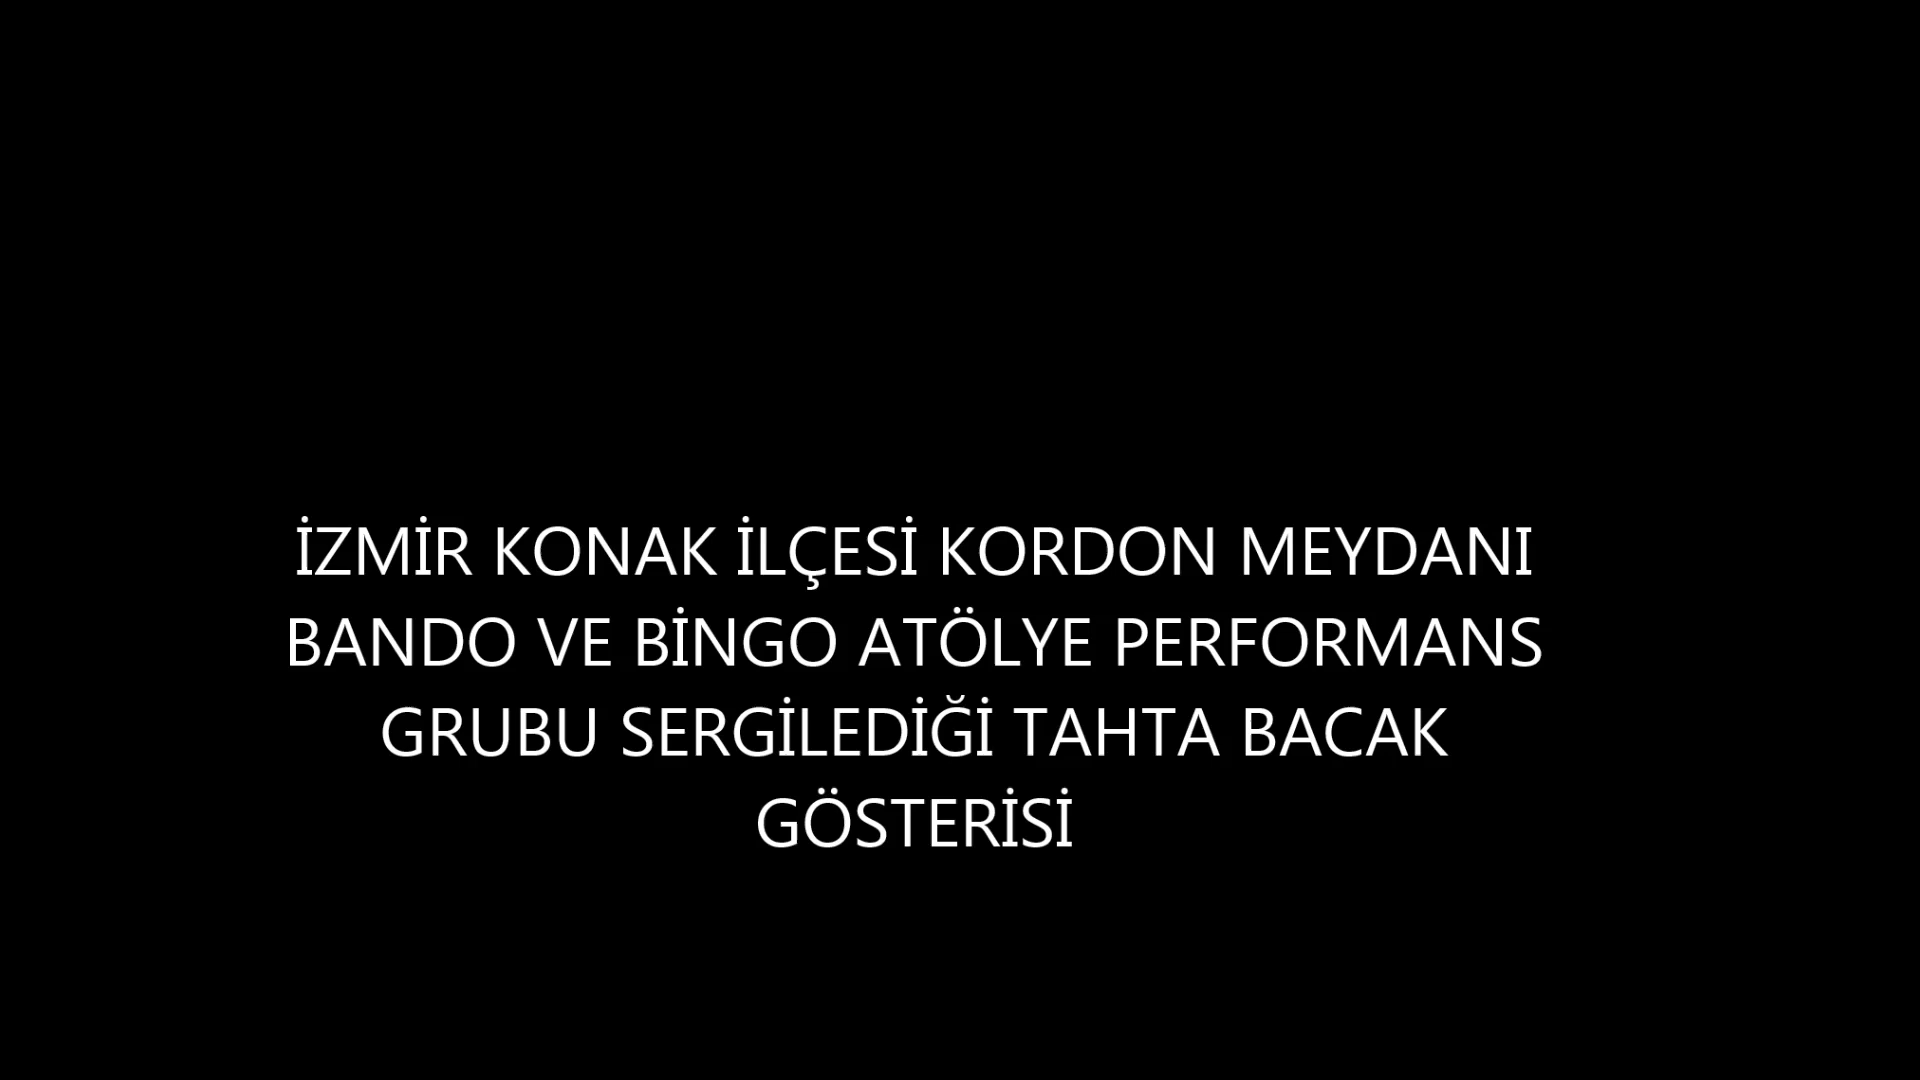 İZMİR KONAK İLÇESİ KORDON MEYDANI
BANDO VE BİNGO ATÖLYE PERFORMANS
GRUBU SERGİLEDİĞİ TAHTA BACAK
GÖSTERİSİ